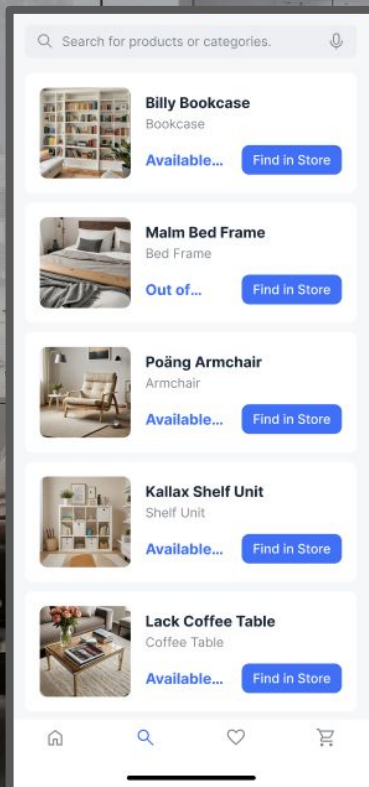 Search for products or categories.
Billy Bookcase
Bookcase
Available...
Find in Store
Malm Bed Frame
Bed Frame
Out of...
Find in Store
Poäng Armchair
Armchair
Available...
Find in Store
Kallax Shelf Unit
Shelf Unit
Available...
Find in Store
Lack Coffee Table
Coffee Table
Available...
Find in Store